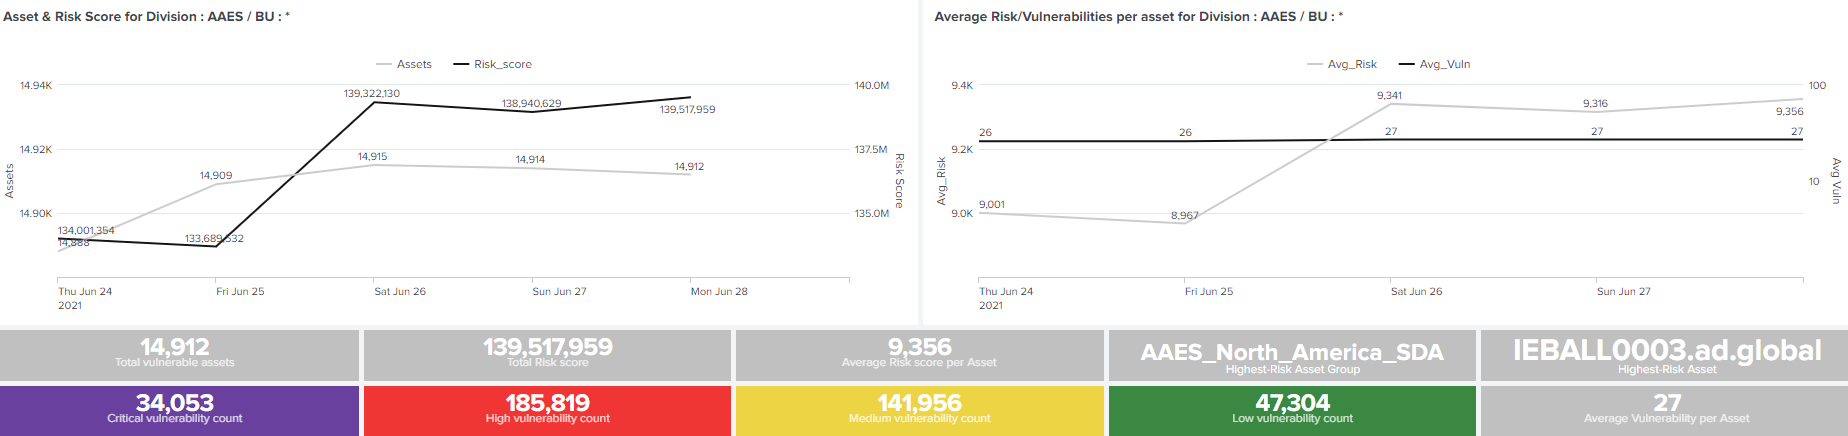 Asset & Risk Score for Division : AAES / BU : *
Assets Risk_score
14.94K
14.92K
14.90K
Assets
140.0M
137.5M
135.0M
Risk Score
134,001,354
133,689,532
139,322,130
138,940,629
139,517,959
14,888
14,909
14,915
14,914
14,912
Thu Jun 24
2021
Fri Jun 25
Sat Jun 26
Sun Jun 27
Mon Jun 28
Average Risk/Vulnerabilities per asset for Division : AAES / BU : *
Avg_Risk Avg_Vuln
9.4K
9.2K
9.0K
Avg_Risk
100
10
Avg Vuln
26
26
27
27
27
9,001
8,967
9,341
9,316
9,356
Thu Jun 24
2021
Fri Jun 25
Sat Jun 26
Sun Jun 27
14,912
Total vulnerable assets
139,517,959
Total Risk score
9,356
Average Risk score per Asset
AAES_North_America_SDA
Highest-Risk Asset Group
IEBALL0003.ad.global
Highest-Risk Asset
34,053
Critical vulnerability count
185,819
High vulnerability count
141,956
Medium vulnerability count
47,304
Low vulnerability count
27
Average Vulnerability per Asset